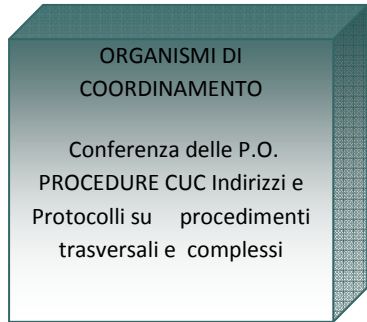 ORGANISMI DI
COORDINAMENTO
Conferenza delle P.O.
PROCEDURE CUC Indirizzi e
Protocolli su procedimenti
trasversali e complessi